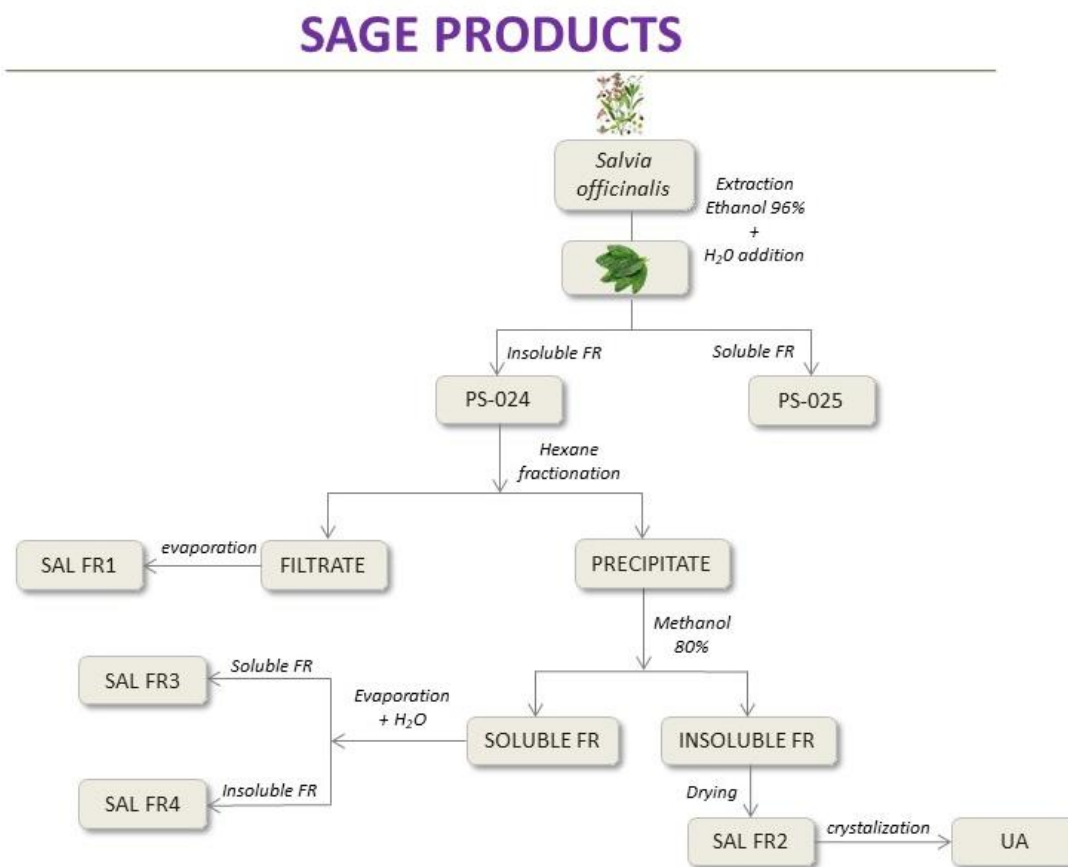 SAGE PRODUCTS
Salvia
officinalis
Extraction
Ethanol 96%
+
H₂0 addition
Insoluble FR
Soluble FR
PS-024
PS-025
Hexane
fractionation
SAL FR1
evaporation
FILTRATE
PRECIPITATE
Methanol
80%
SAL FR3
Soluble FR
Evaporation
+ H₂O
SOLUBLE FR
INSOLUBLE FR
SAL FR4
Insoluble FR
Drying
SAL FR2
crystalization
UA